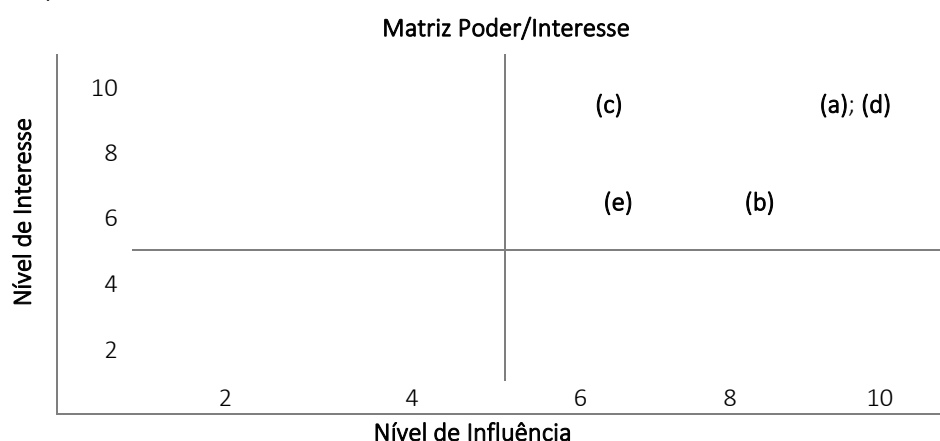 Matriz Poder/Interesse
Nível de Interesse
10
(c) (a); (d)
8
6
(e) (b)
4
2
2 4 6 8 10
Nível de Influência